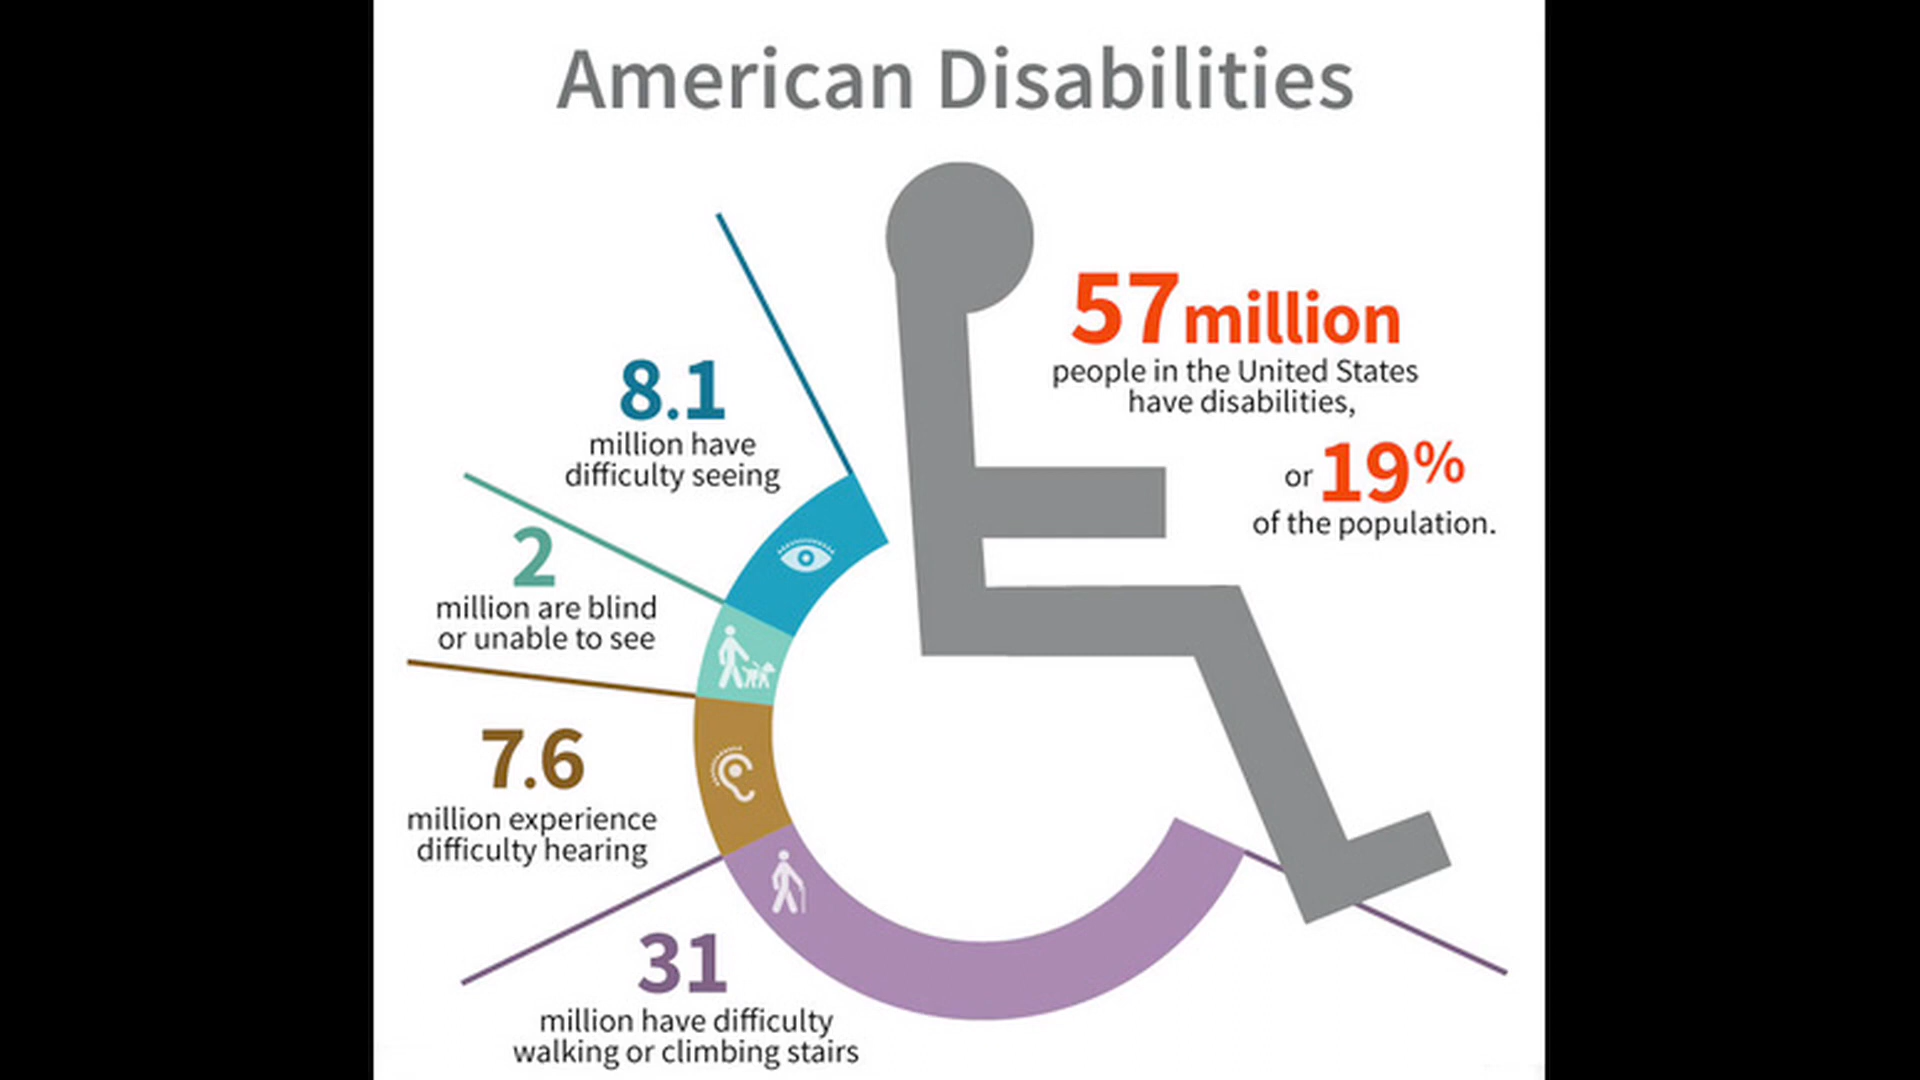 American Disabilities
57 million
people in the United States
have disabilities,
or 19%
of the population.
8.1
million have
difficulty seeing
2
million are blind
or unable to see
7.6
million experience
difficulty hearing
31
million have difficulty
walking or climbing stairs